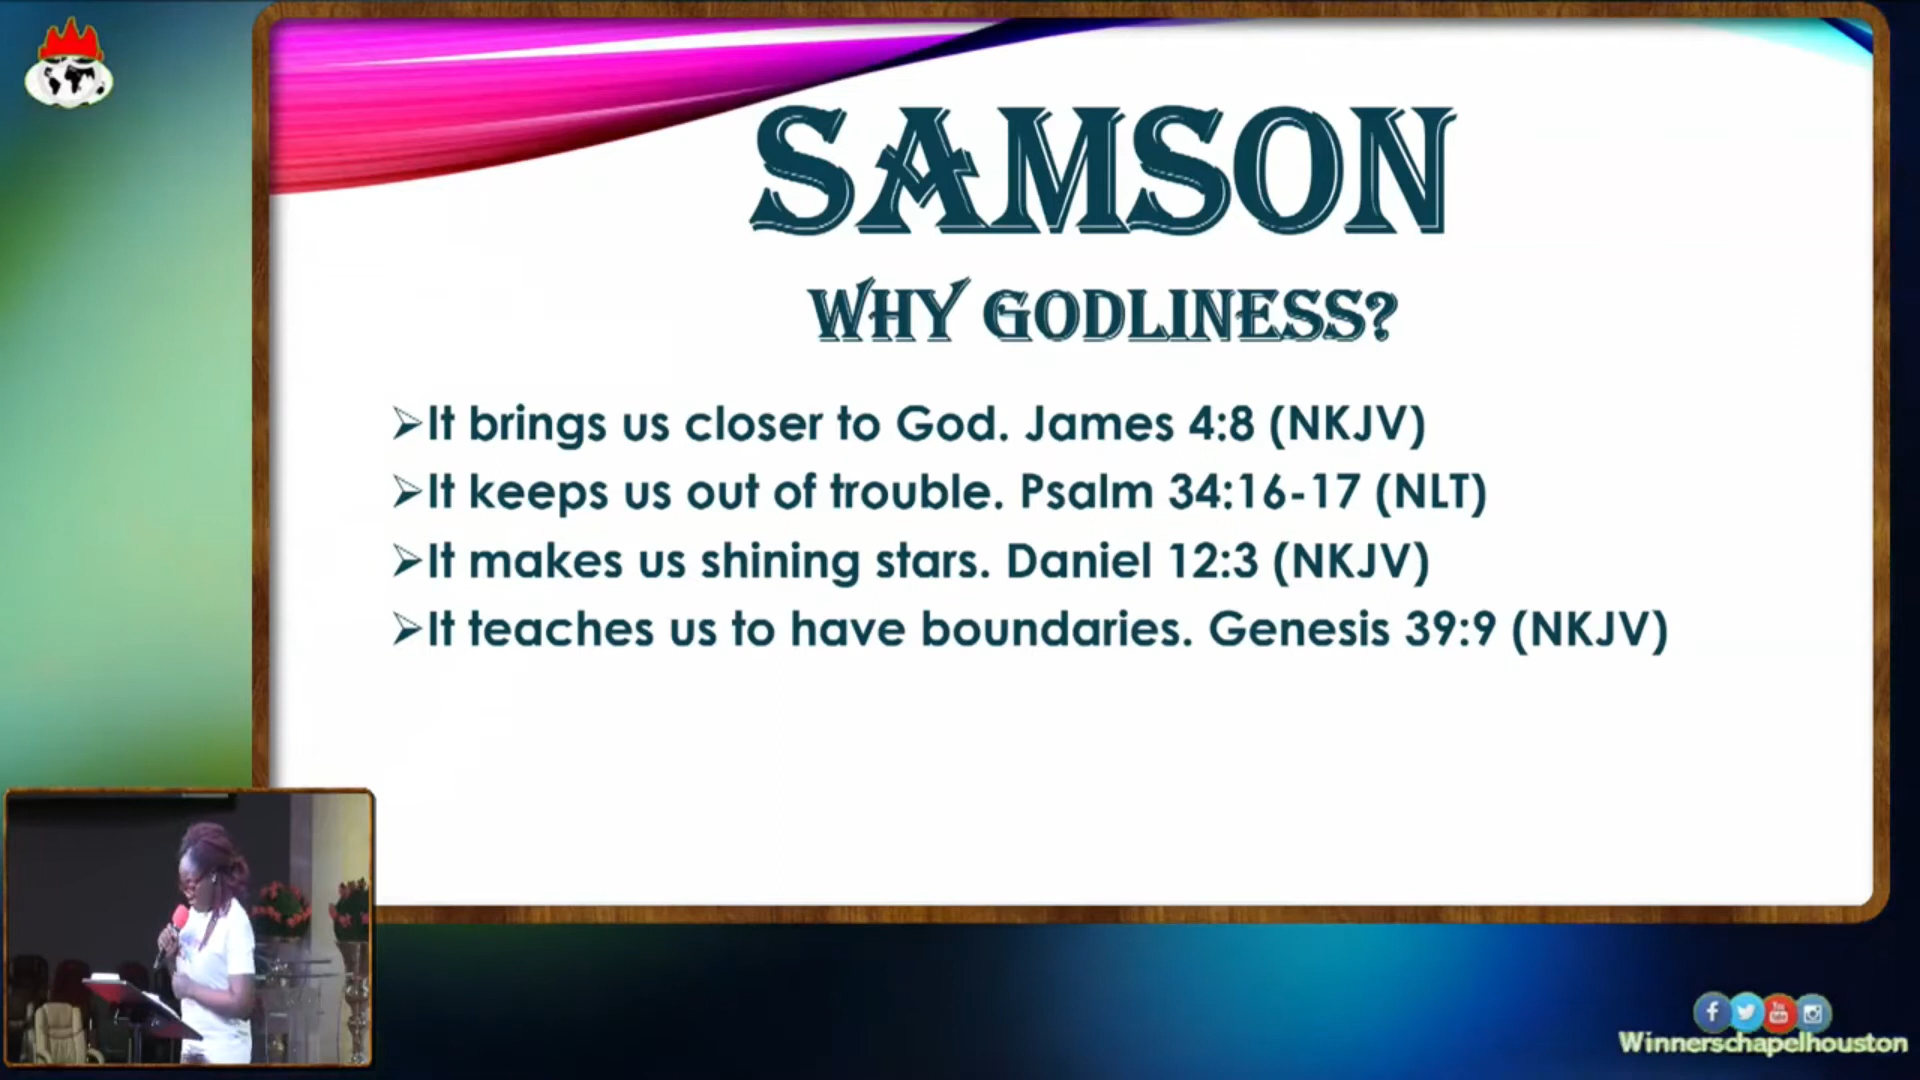 SAMSON
WHY GODLINESS?
➢It brings us closer to God. James 4:8 (NKJV)
➢It keeps us out of trouble. Psalm 34:16-17 (NLT)
➢It makes us shining stars. Daniel 12:3 (NKJV)
➢It teaches us to have boundaries. Genesis 39:9 (NKJV)
Winnerschapelhouston